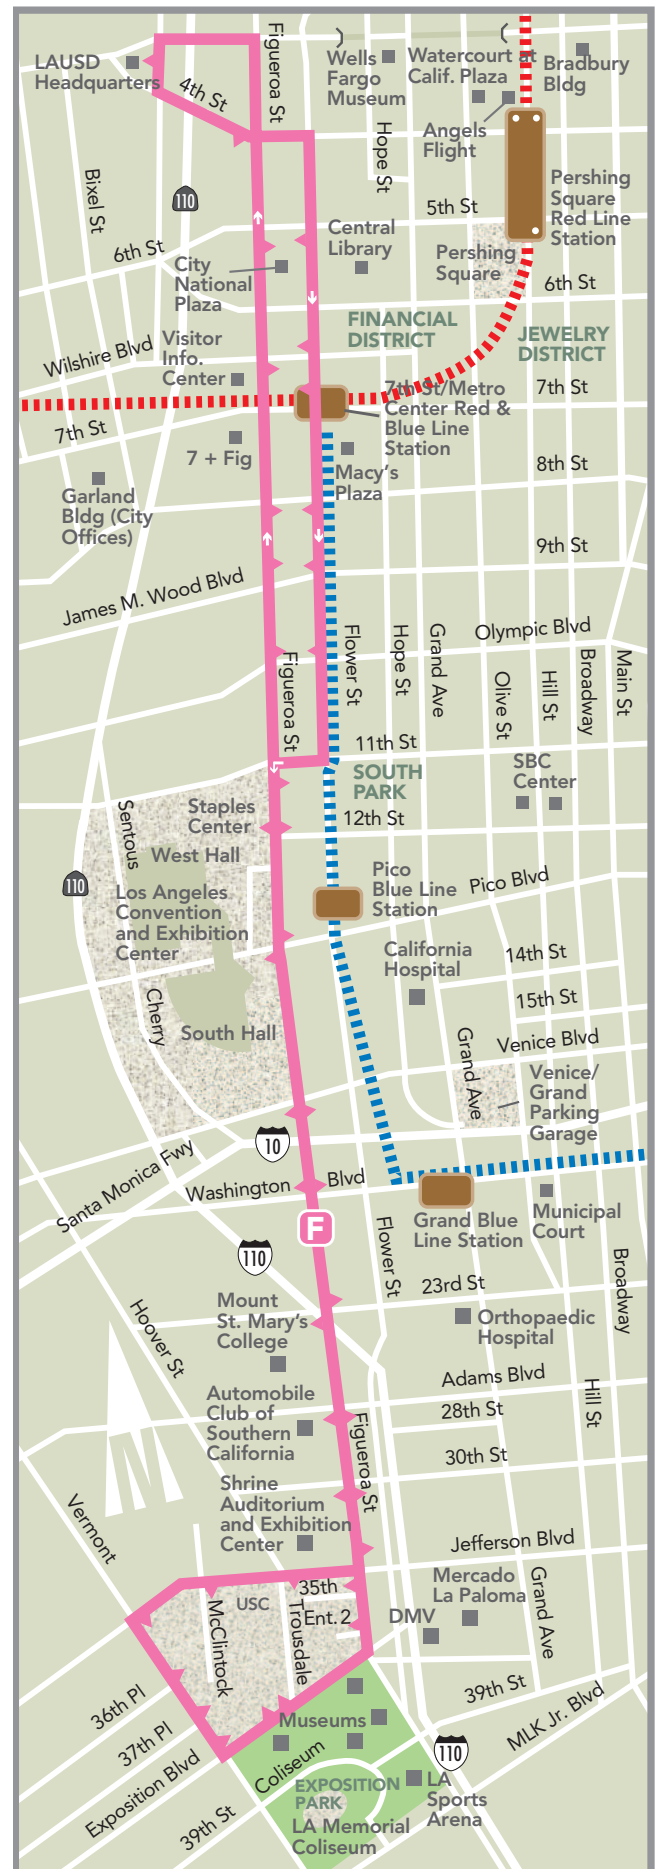 LAUSD
Headquarters
Figueroa St
4th St
Wells
Fargo
Museum
Watercourt at
Calif. Plaza
Bradbury
Bldg
Angels
Flight
Hope St
Bixel St
110
5th St
Pershing
Square
Red Line
Station
6th St
City
National
Plaza
Central
Library
Pershing
Square
6th St
FINANCIAL
DISTRICT
JEWELRY
DISTRICT
Wilshire Blvd
Visitor
Info.
Center
7th St/Metro
Center Red &
Blue Line
Station
7th St
7th St
7 + Fig
Macy's
Plaza
8th St
Garland
Bldg (City
Offices)
9th St
James M. Wood Blvd
Olympic Blvd
Figueroa St
Flower St
Hope St
Grand Ave
Olive St
Hill St
Broadway
Main St
11th St
SOUTH
PARK
SBC
Center
Staples
Center
12th St
Sentous
West Hall
110
Los Angeles
Convention
and Exhibition
Center
Pico
Blue Line
Station
Pico Blvd
California
Hospital
14th St
15th St
Cherry
South Hall
Grand Ave
Venice Blvd
Venice/
Grand
Parking
Garage
10
Santa Monica Fwy
Washington
Blvd
F
Grand Blue
Line Station
Municipal
Court
110
Flower St
Broadway
23rd St
Hoover St
Mount
St. Mary's
College
Orthopaedic
Hospital
Adams Blvd
Automobile
Club of
Southern
California
Hill St
28th St
Figueroa St
30th St
Vermont
Shrine
Auditorium
and Exhibition
Center
Jefferson Blvd
Mercado
La Paloma
Grand Ave
35th
USC
McClintock
Trousdale
Ent. 2
DMV
36th Pl
39th St
MLK Jr. Blvd
37th Pl
Museums
110
Exposition Blvd
Coliseum
EXPOSITION
PARK
LA
Sports
Arena
39th St
LA Memorial
Coliseum